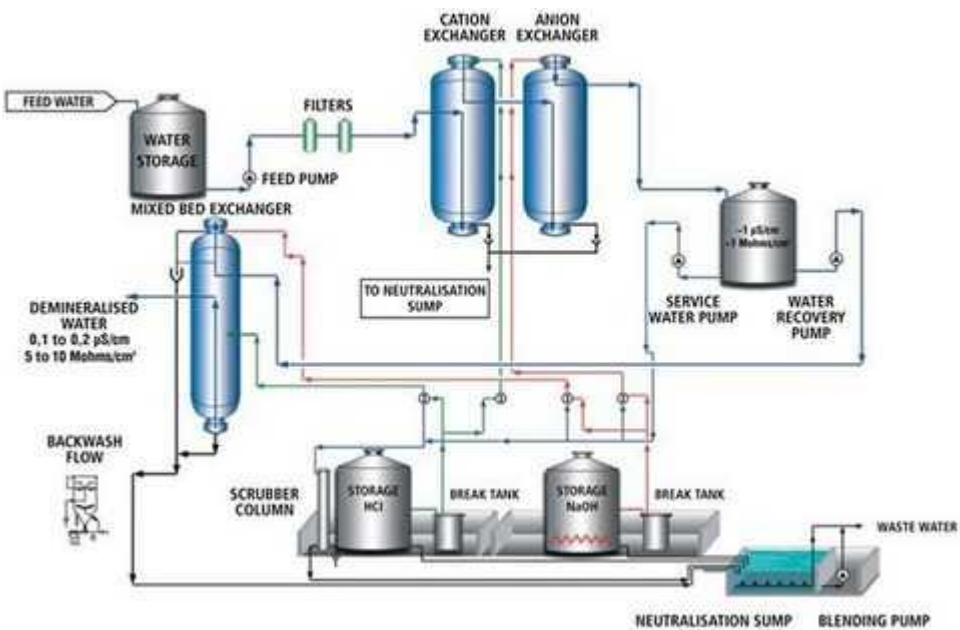 CATION
EXCHANGER
ANION
EXCHANGER
FEED WATER
FILTERS
WATER
STORAGE
FEED PUMP
MIXED BED EXCHANGER
~1 µS/cm
~1 Mohms/cm²
TO NEUTRALISATION
SUMP
DEMINERALISED
WATER
0,1 to 0,2 µS/cm
5 to 10 Mohms/cm²
SERVICE
WATER PUMP
WATER
RECOVERY
PUMP
BACKWASH
FLOW
SCRUBBER
COLUMN
STORAGE
HCl
BREAK TANK
STORAGE
NaOH
BREAK TANK
WASTE WATER
NEUTRALISATION SUMP
BLENDING PUMP